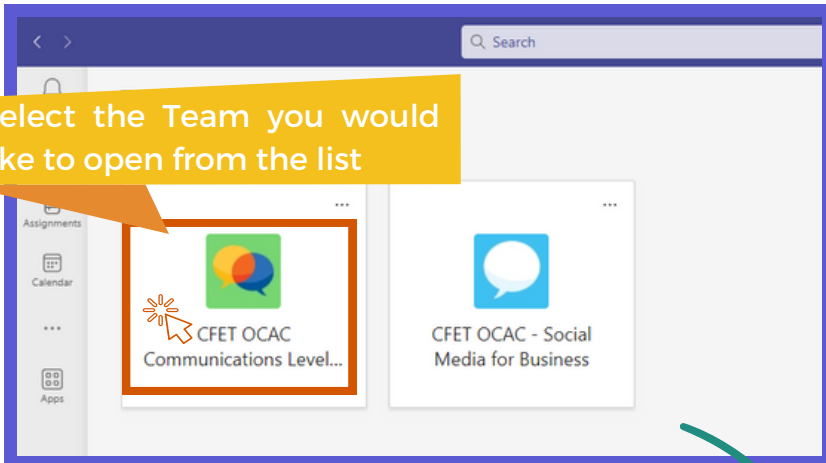 Search
elect the Team you would
ke to open from the list
...
...
Assignments
CFET OCAC
Communications Level...
CFET OCAC - Social
Media for Business
Calendar
...
Apps